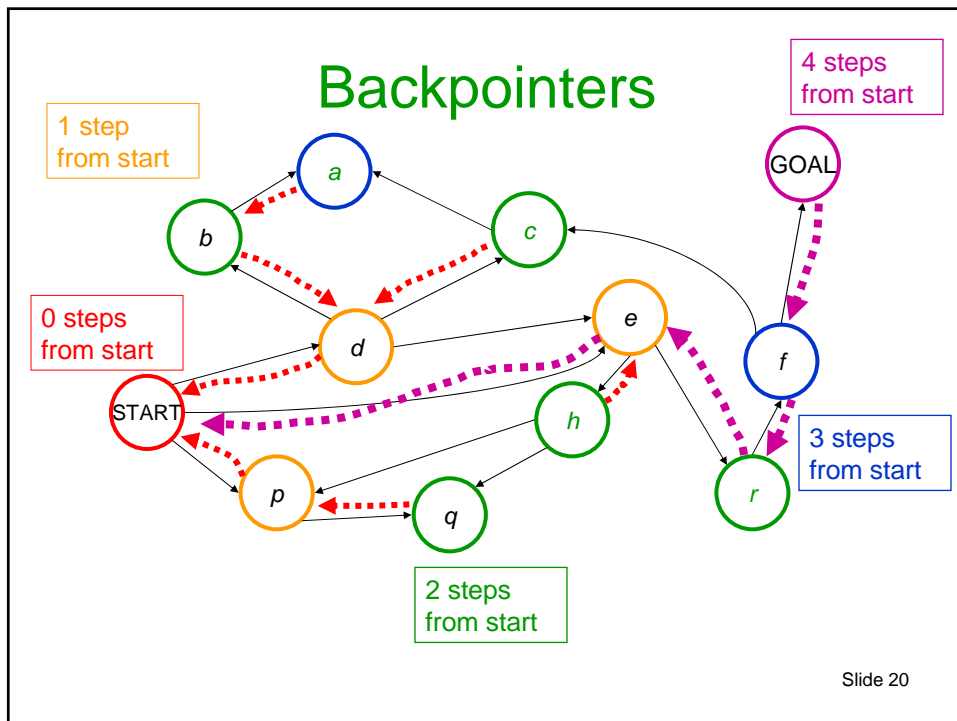 Backpointers
4 steps
from start
1 step
from start
a
GOAL
b
c
0 steps
from start
d
e
f
START
h
3 steps
from start
p
q
r
2 steps
from start
Slide 20